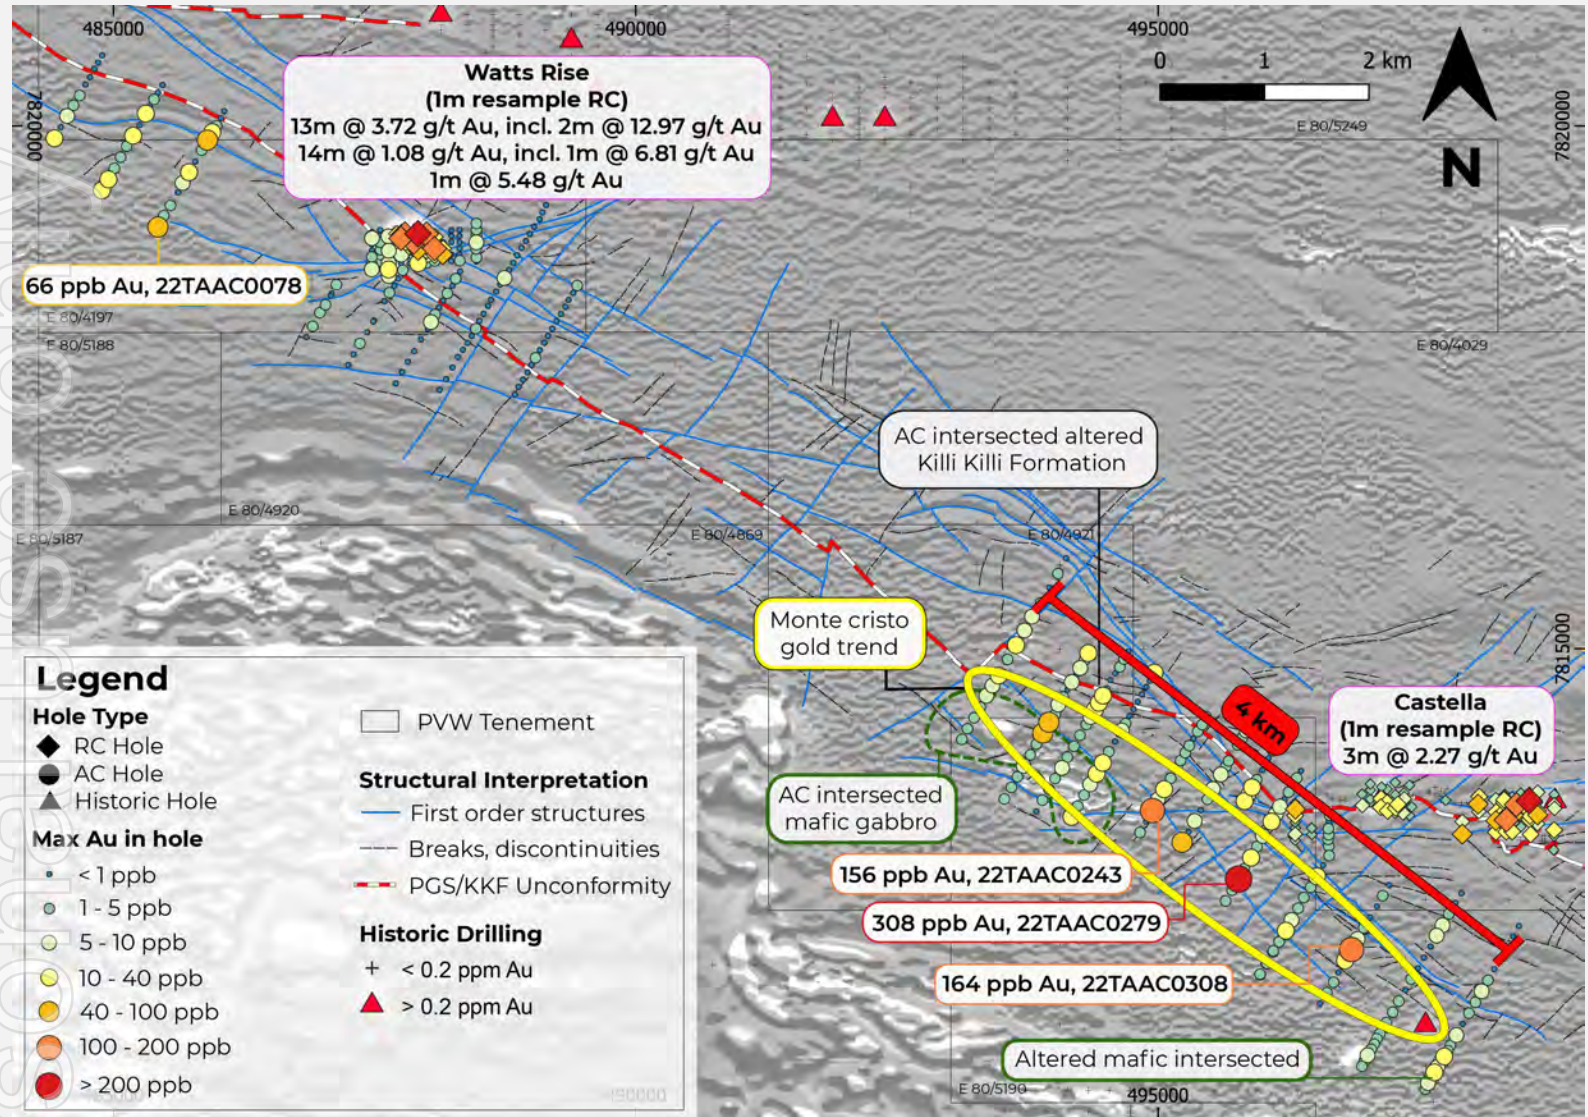 485000
490000
495000
7820000
7820000
7815000
Watts Rise
(1m resample RC)
13m @ 3.72 g/t Au, incl. 2m @ 12.97 g/t Au
14m @ 1.08 g/t Au, incl. 1m @ 6.81 g/t Au
1m @ 5.48 g/t Au
0 1 2 km
N
E 80/5249
66 ppb Au, 22TAAC0078
E 80/4197
E 80/5188
E 80/4029
AC intersected altered
Killi Killi Formation
E 80/4920
E 80/5187
E 80/4869
E 80/4921
Monte cristo
gold trend
4 km
Castella
(1m resample RC)
3m @ 2.27 g/t Au
AC intersected
mafic gabbro
156 ppb Au, 22TAAC0243
308 ppb Au, 22TAAC0279
164 ppb Au, 22TAAC0308
Altered mafic intersected
E 80/5190
495000
Legend
Hole Type
RC Hole
AC Hole
Historic Hole
Max Au in hole
< 1 ppb
1 - 5 ppb
5 - 10 ppb
10 - 40 ppb
40 - 100 ppb
100 - 200 ppb
> 200 ppb
PVW Tenement
Structural Interpretation
First order structures
Breaks, discontinuities
PGS/KKF Unconformity
Historic Drilling
< 0.2 ppm Au
> 0.2 ppm Au